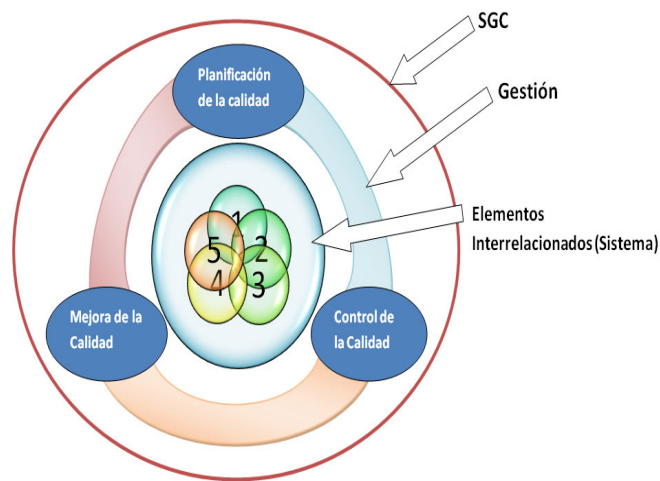 SGC
Planificación
de la calidad
Gestión
Elementos
Interrelacionados (Sistema)
1
5
2
4
3
Mejora de la
Calidad
Control de
la Calidad